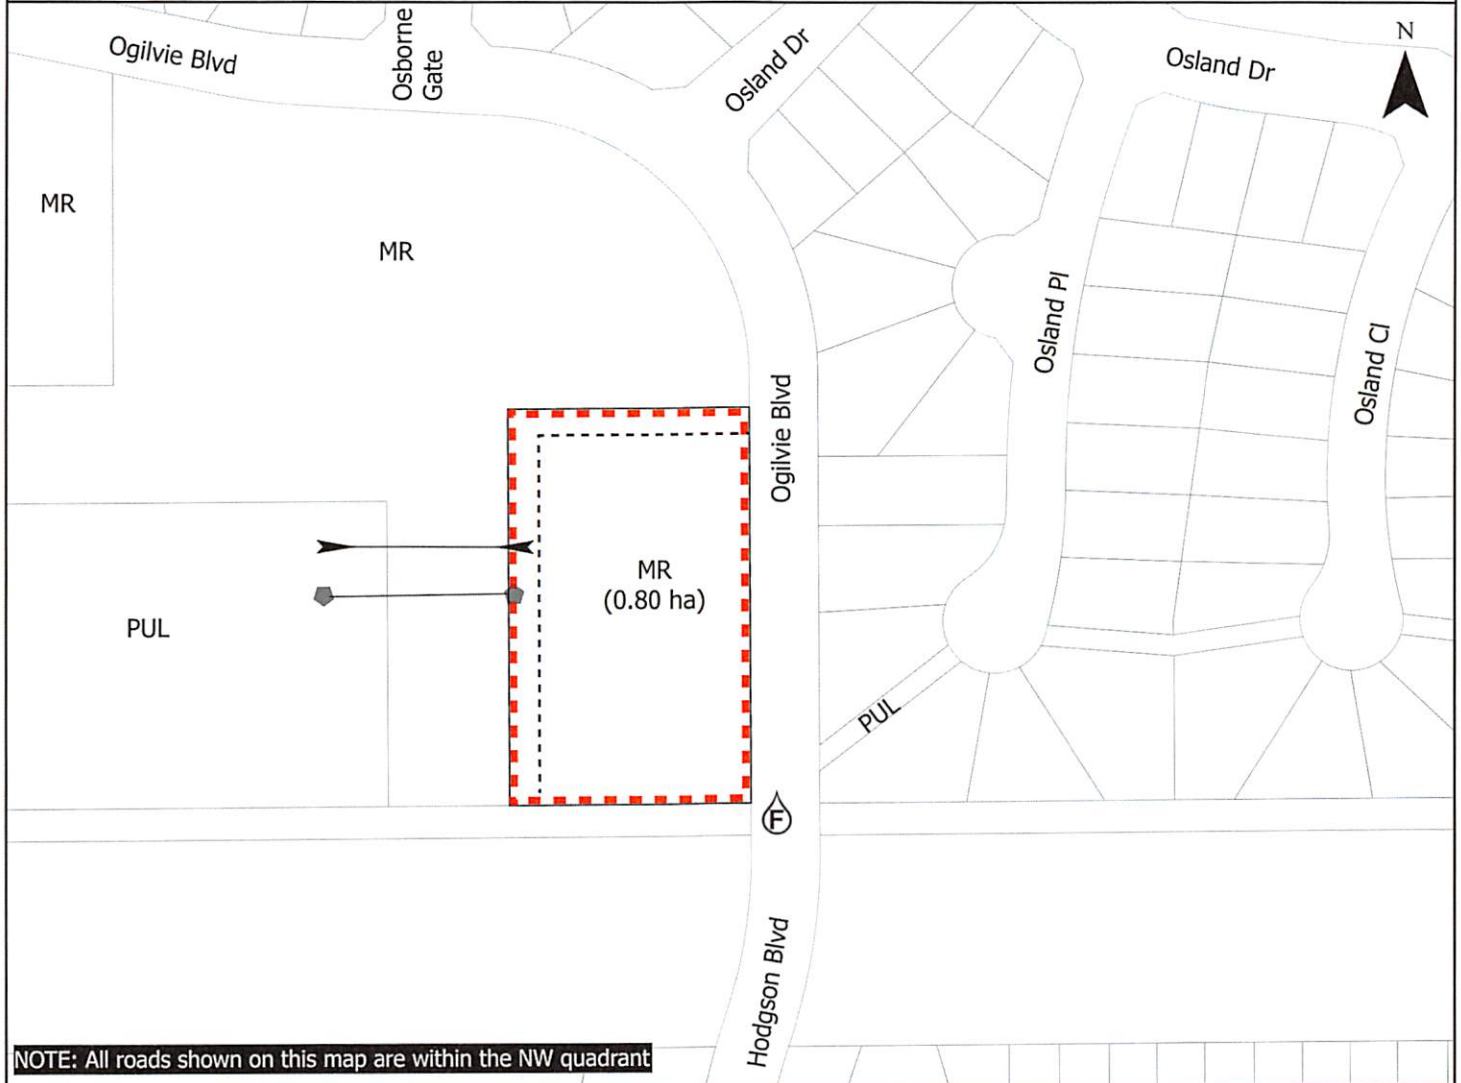 Ogilvie Blvd
Osborne
Gate
Osland Dr
Osland Dr
N
MR
MR
Osland Pl
Osland Cl
Ogilvie Blvd
MR
(0.80 ha)
PUL
PUL
F
Hodgson Blvd
NOTE: All roads shown on this map are within the NW quadrant